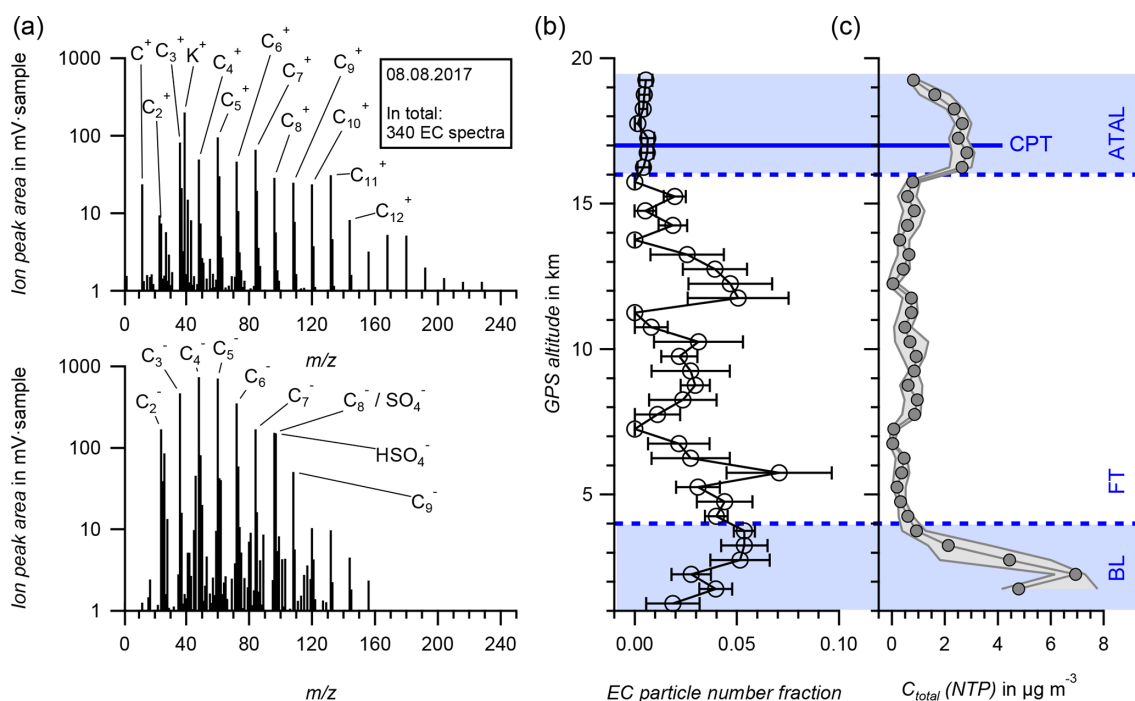 (a)
Ion peak area in mV·sample
1000
100
10
1
C⁺
C₂⁺
C₃⁺
K⁺
C₄⁺
C₅⁺
C₆⁺
C₇⁺
C₈⁺
C₉⁺
C₁₀⁺
C₁₁⁺
C₁₂⁺
08.08.2017
In total:
340 EC spectra
0 40 80 120 160 200 240
m/z
Ion peak area in mV·sample
1000
100
10
1
C₂⁻
C₃⁻
C₄⁻
C₅⁻
C₆⁻
C₇⁻
C₈⁻ / SO₄⁻
HSO₄⁻
C₉⁻
0 40 80 120 160 200 240
m/z
(b)
GPS altitude in km
20
15
10
5
0.00 0.05 0.10
EC particle number fraction
(c)
CPT
ATAL
FT
BL
0 2 4 6 8
C_total (NTP) in µg m⁻³